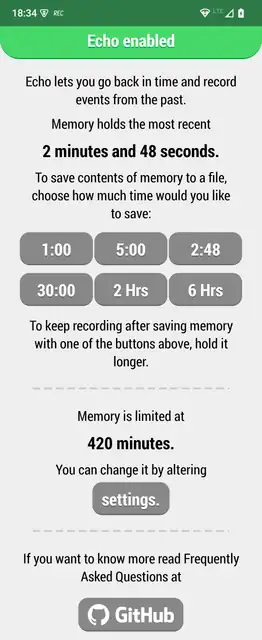 18:34 REC LTE
Echo enabled
Echo lets you go back in time and record
events from the past.
Memory holds the most recent
2 minutes and 48 seconds.
To save contents of memory to a file,
choose how much time would you like
to save:
1:00 5:00 2:48
30:00 2 Hrs 6 Hrs
To keep recording after saving memory
with one of the buttons above, hold it
longer.
Memory is limited at
420 minutes.
You can change it by altering
settings.
If you want to know more read Frequently
Asked Questions at
GitHub